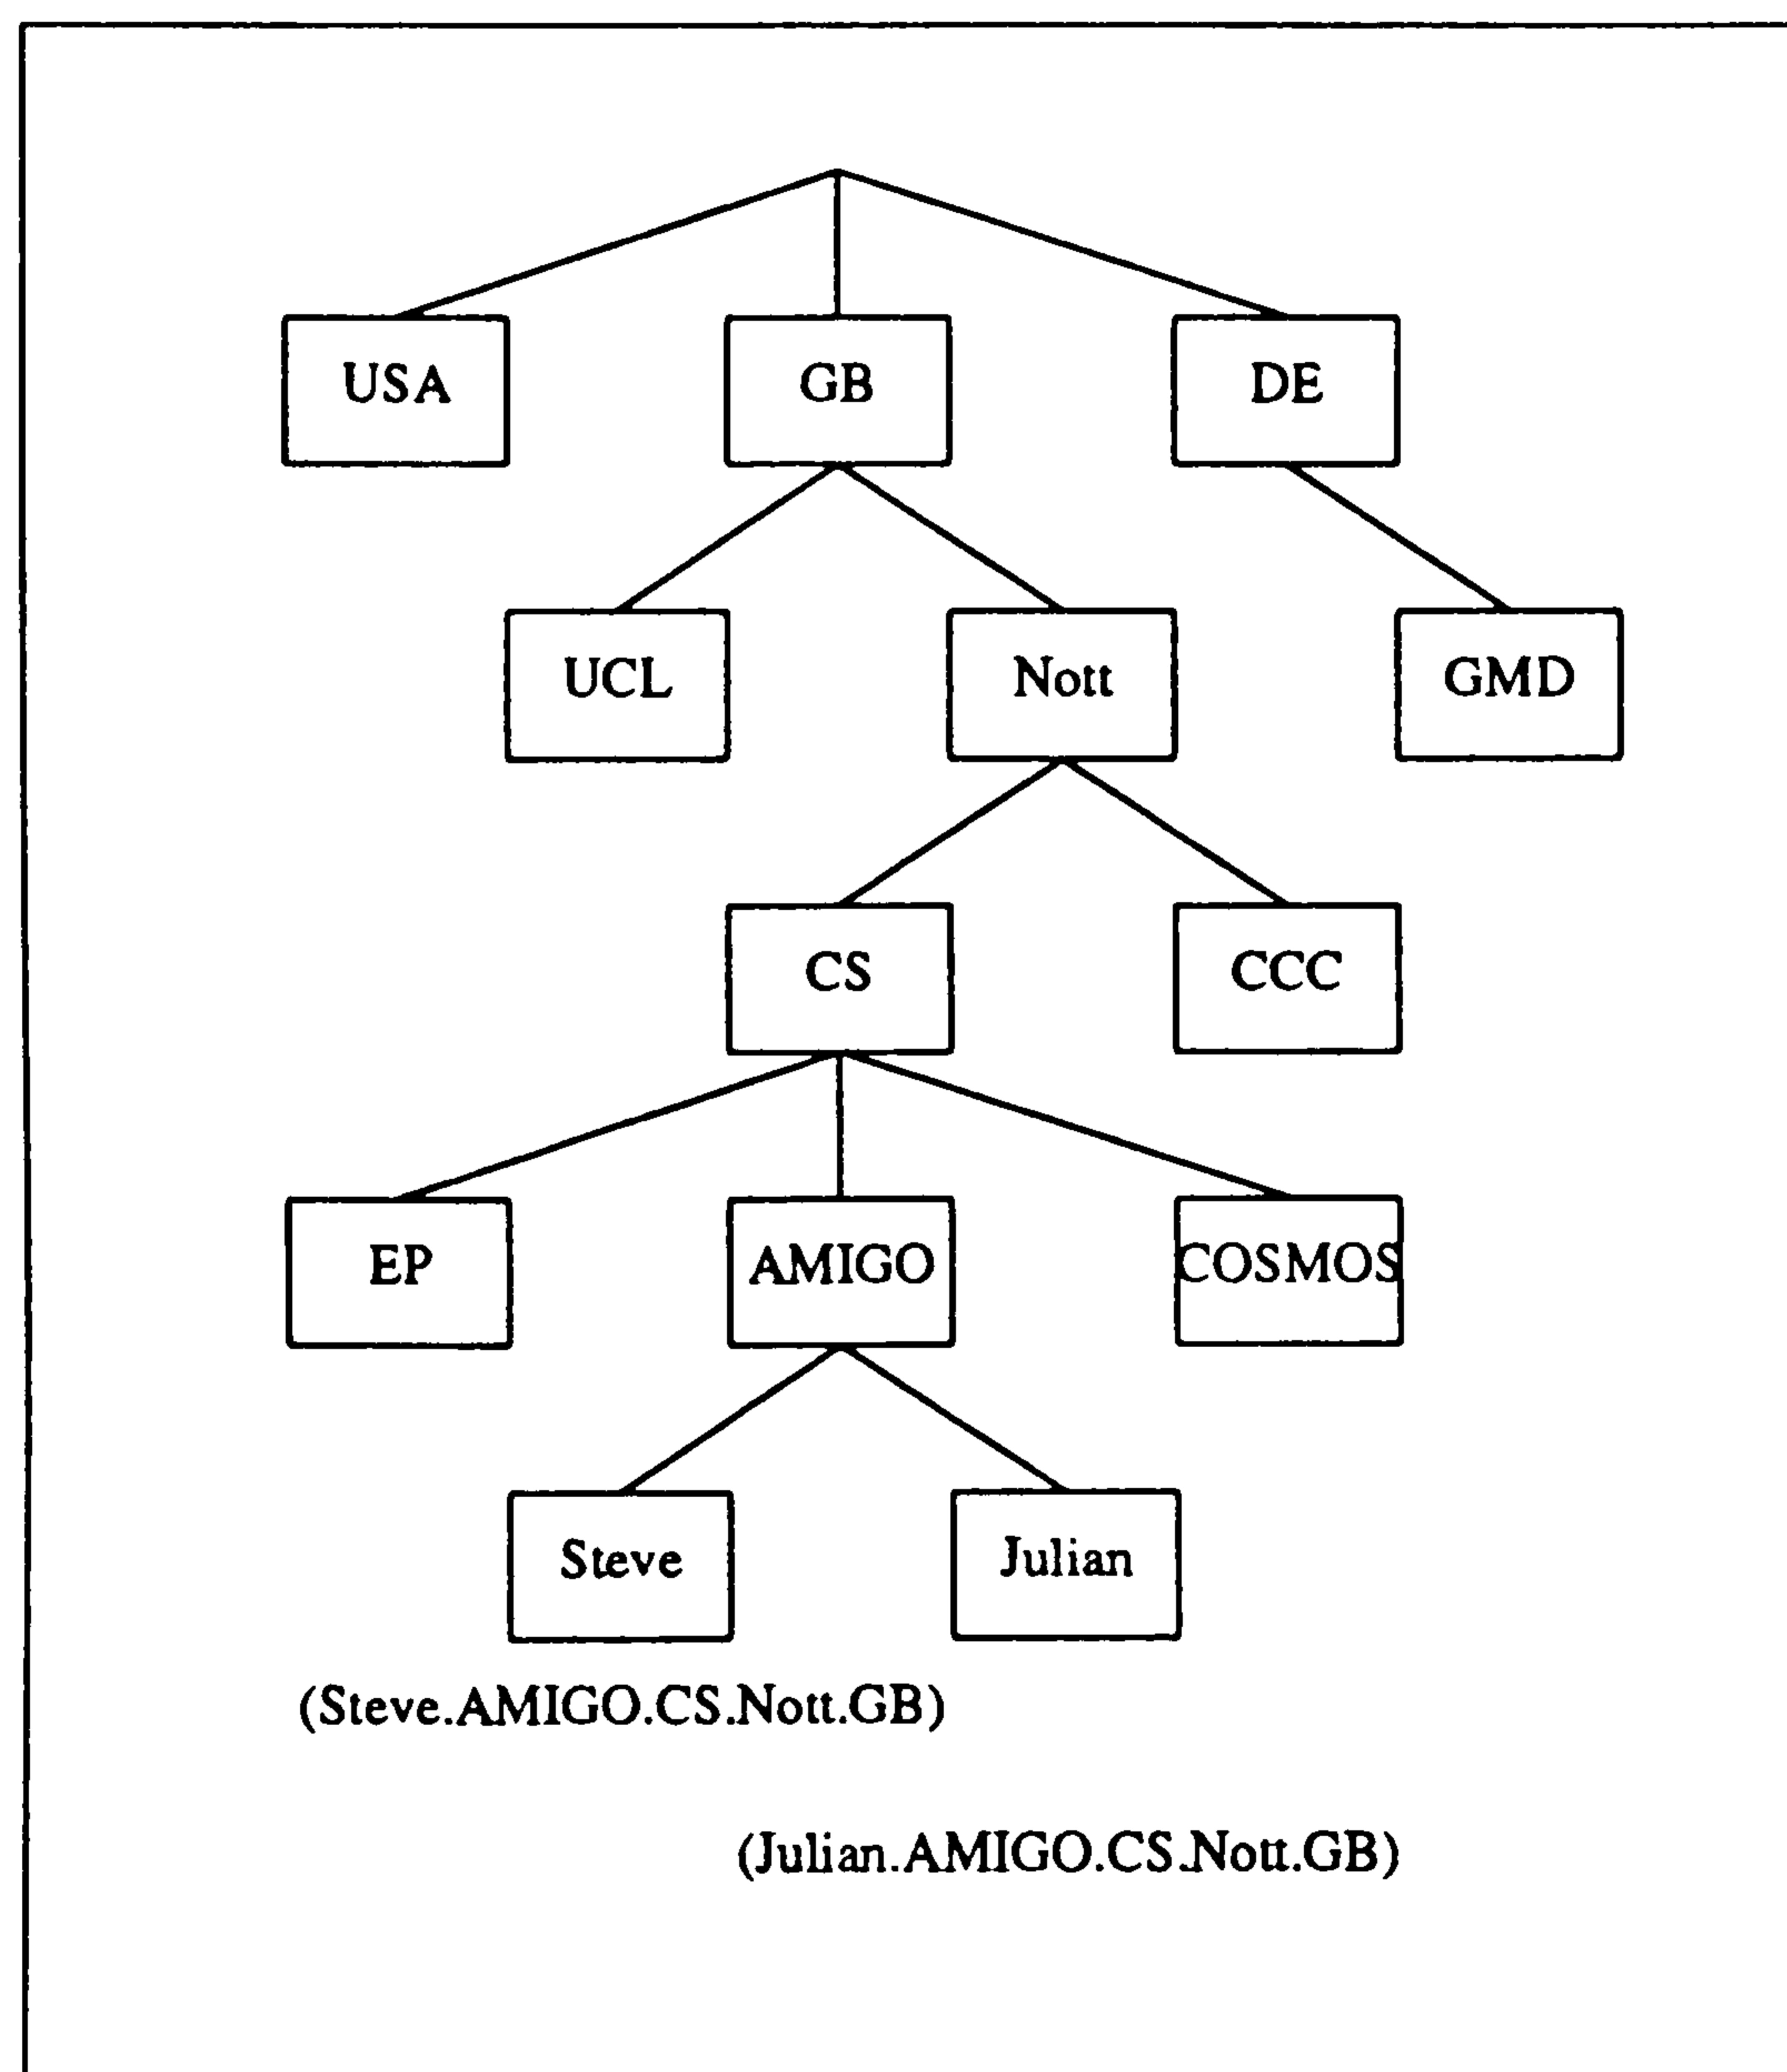 USA GB DE
UCL Nott GMD
CS CCC
EP AMIGO COSMOS
Steve Julian
(Steve.AMIGO.CS.Nott.GB)
(Julian.AMIGO.CS.Nott.GB)